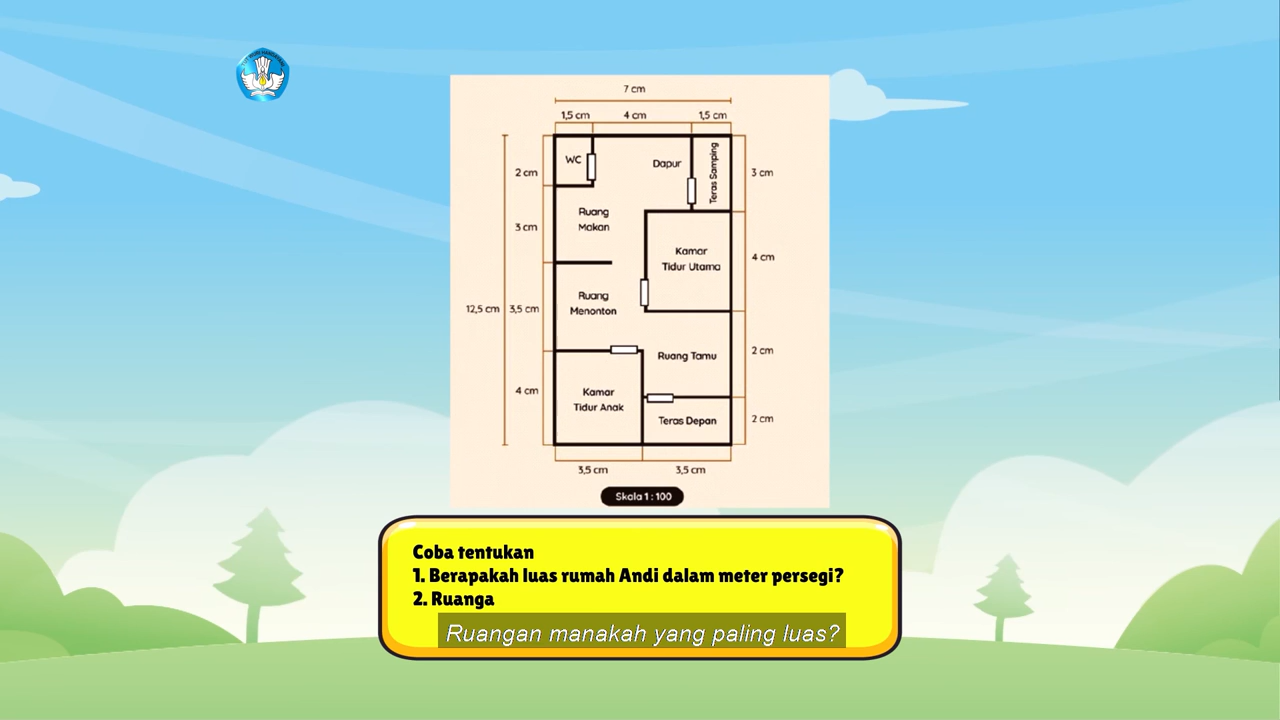 7 cm
1,5 cm
4 cm
1,5 cm
WC
Dapur
Teras Samping
2 cm
3 cm
Ruang
Makan
3 cm
Kamar
Tidur Utama
4 cm
Ruang
Menonton
12,5 cm
3,5 cm
Ruang Tamu
2 cm
Kamar
Tidur Anak
4 cm
Teras Depan
2 cm
3,5 cm
3,5 cm
Skala 1 : 100
Coba tentukan
1. Berapakah luas rumah Andi dalam meter persegi?
2. Ruanga
Ruangan manakah yang paling luas?